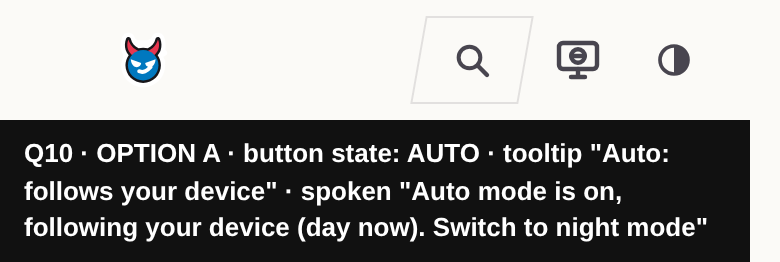 Q10 · OPTION A · button state: AUTO · tooltip "Auto:
follows your device" · spoken "Auto mode is on,
following your device (day now). Switch to night mode"